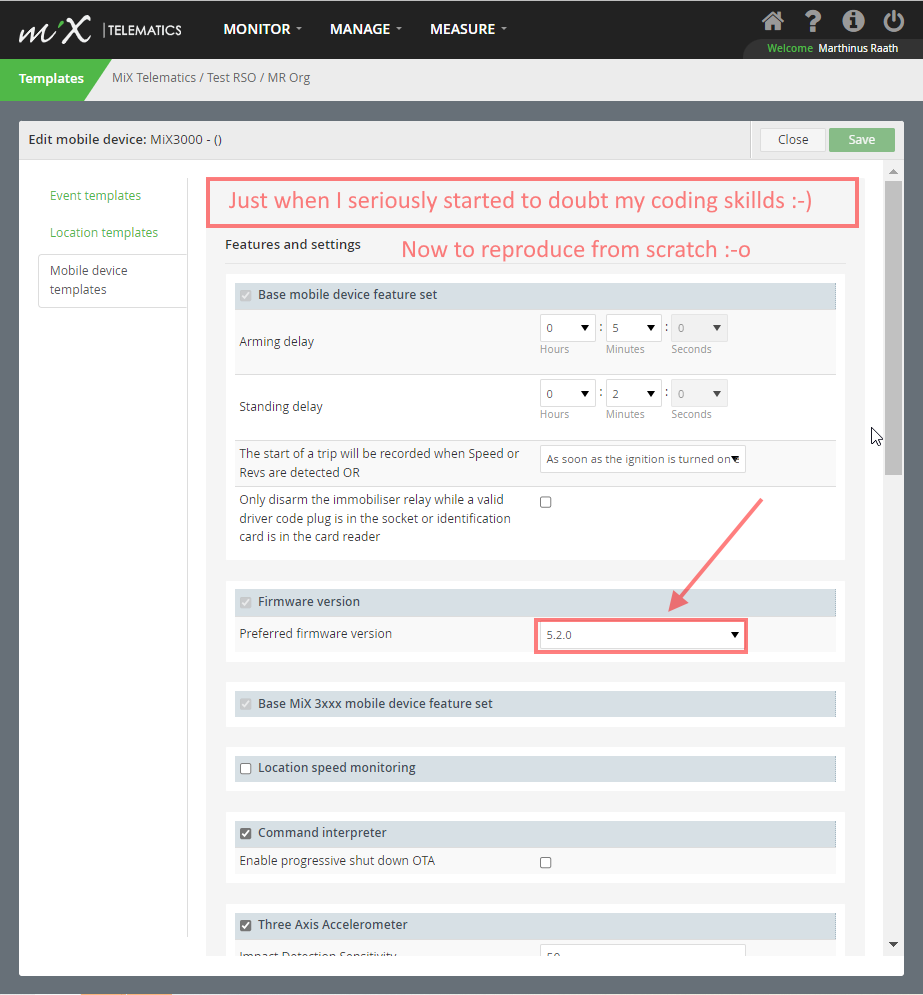 miX TELEMATICS MONITOR MANAGE MEASURE
Welcome Marthinus Raath
Templates MiX Telematics / Test RSO / MR Org
Edit mobile device: MiX3000 - () Close Save
Event templates
Location templates
Mobile device
templates
Just when I seriously started to doubt my coding skillds :-)
Features and settings
Now to reproduce from scratch :-o
Base mobile device feature set
Arming delay 0 : 5 : 0
Hours Minutes Seconds
Standing delay 0 : 2 : 0
Hours Minutes Seconds
The start of a trip will be recorded when Speed or
Revs are detected OR
As soon as the ignition is turned on
Only disarm the immobiliser relay while a valid
driver code plug is in the socket or identification
card is in the card reader
Firmware version
Preferred firmware version 5.2.0
Base MiX 3xxx mobile device feature set
Location speed monitoring
Command interpreter
Enable progressive shut down OTA
Three Axis Accelerometer
Impact Detection Sensitivity 50